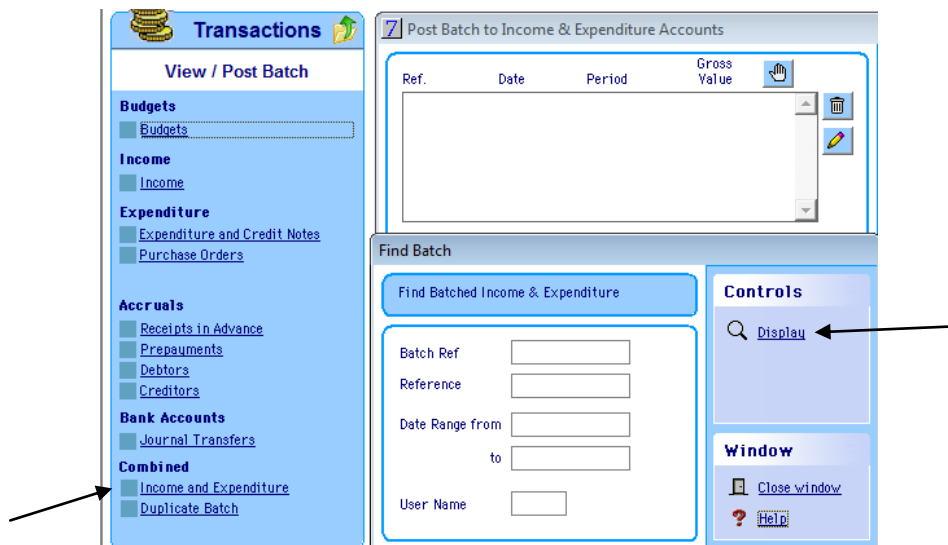 Transactions
View / Post Batch
Budgets
Budgets
Income
Income
Expenditure
Expenditure and Credit Notes
Purchase Orders
Accruals
Receipts in Advance
Prepayments
Debtors
Creditors
Bank Accounts
Journal Transfers
Combined
Income and Expenditure
Duplicate Batch
7 Post Batch to Income & Expenditure Accounts
Ref. Date Period Gross Value
Find Batch
Find Batched Income & Expenditure
Batch Ref
Reference
Date Range from
to
User Name
Controls
Display
Window
Close window
? Help